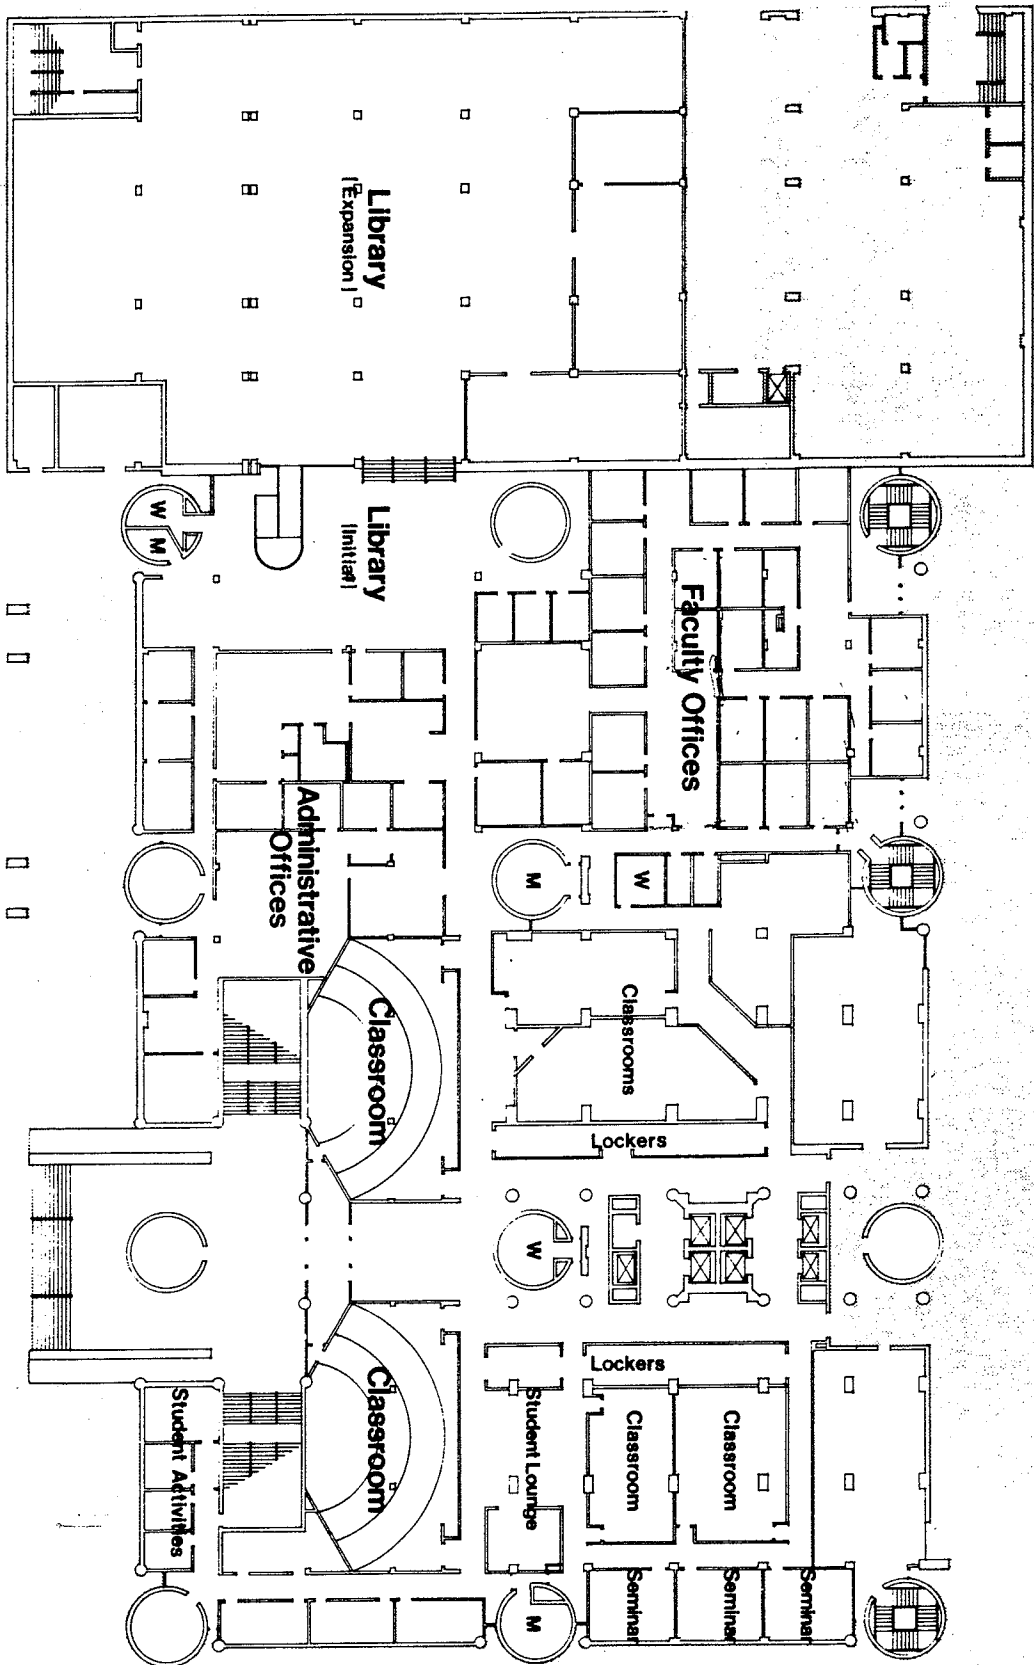 Library
[Expansion]
W
M
Library
[Initial]
Faculty Offices
Administrative
Offices
M
W
Classroom
Classrooms
Lockers
W
Lockers
Student Activities
Classroom
Student Lounge
Classroom
Classroom
M
Seminar
Seminar
Seminar